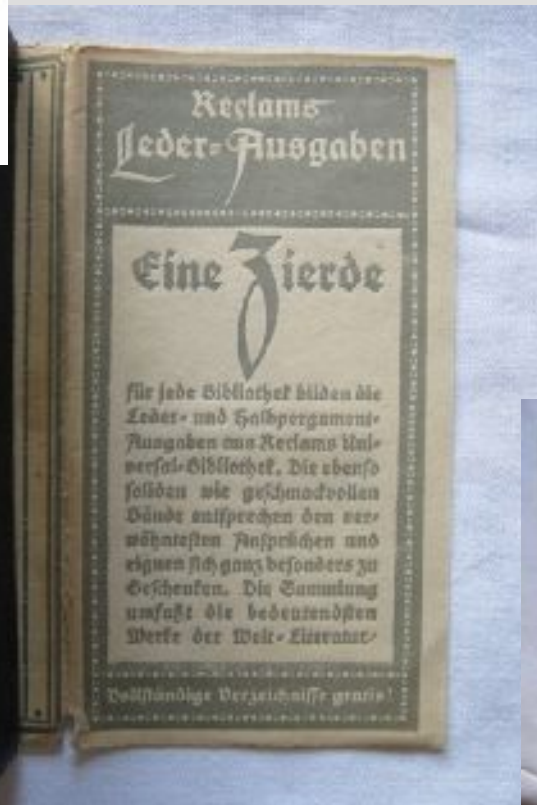 Reclams
Leder-Ausgaben
Eine Zierde
für jede Bibliothek bilden die
Leder- und Halbpergament-
Ausgaben aus Reclams Uni-
versal-Bibliothek. Die ebenso
soliden wie geschmackvollen
Bände entsprechen den ver-
wöhntesten Ansprüchen und
eignen sich ganz besonders zu
Geschenken. Die Sammlung
umfaßt die bedeutendsten
Werke der Welt-Literatur.
Vollständige Verzeichnisse gratis!